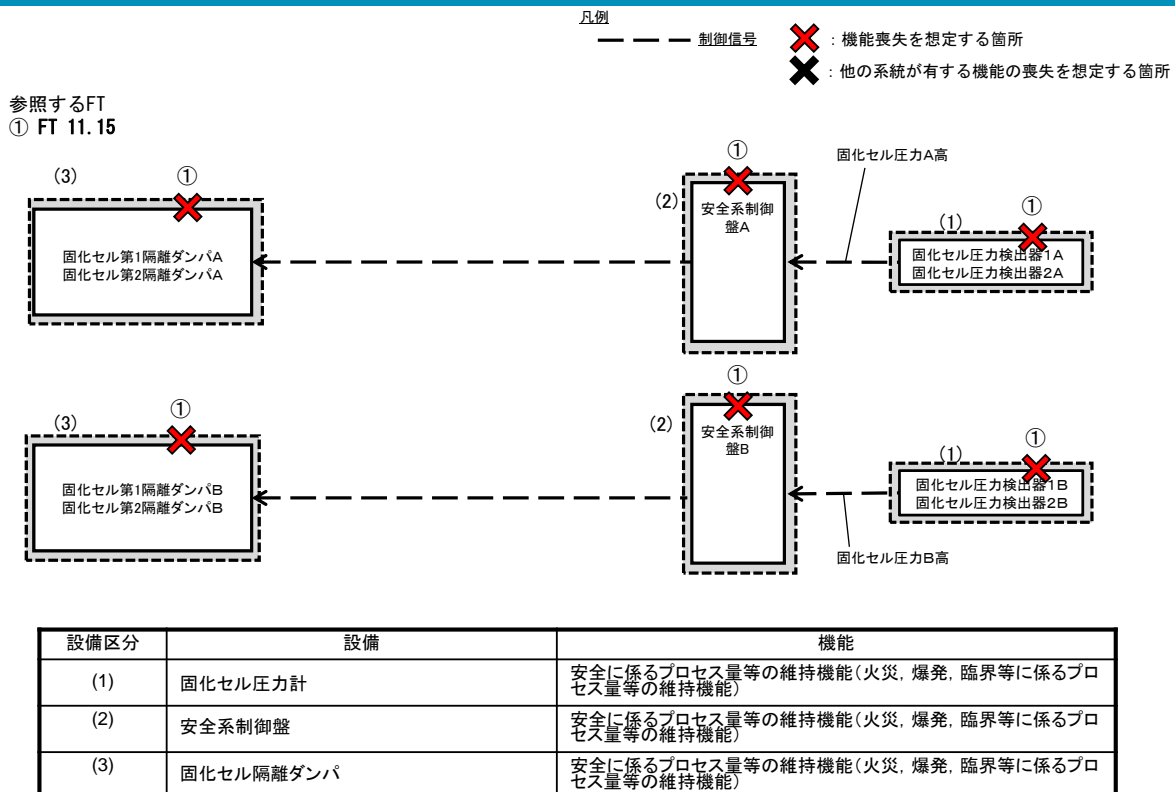 凡例
制御信号
：機能喪失を想定する箇所
：他の系統が有する機能の喪失を想定する箇所
参照するFT
① FT 11.15
(3)
①
固化セル第1隔離ダンパA
固化セル第2隔離ダンパA
(2)
①
安全系制御
盤A
固化セル圧力A高
(1)
①
固化セル圧力検出器1A
固化セル圧力検出器2A
(3)
①
固化セル第1隔離ダンパB
固化セル第2隔離ダンパB
(2)
①
安全系制御
盤B
(1)
①
固化セル圧力検出器1B
固化セル圧力検出器2B
固化セル圧力B高
設備区分 設備 機能
(1) 固化セル圧力計 安全に係るプロセス量等の維持機能(火災，爆発，臨界等に係るプロ
セス量等の維持機能)
(2) 安全系制御盤 安全に係るプロセス量等の維持機能(火災，爆発，臨界等に係るプロ
セス量等の維持機能)
(3) 固化セル隔離ダンパ 安全に係るプロセス量等の維持機能(火災，爆発，臨界等に係るプロ
セス量等の維持機能)